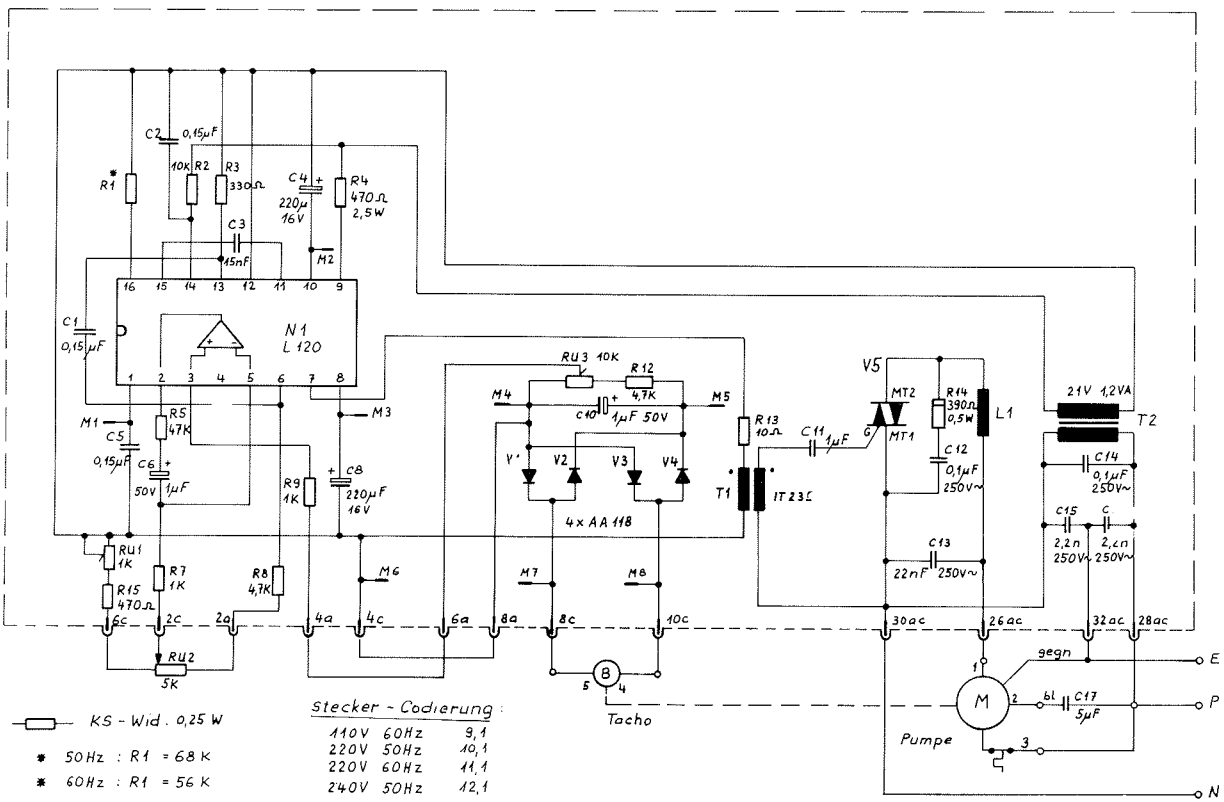 C2
0,15µF
*
R1
10K
R2
R3
330Ω
C4
+
220µ
16V
R4
470Ω
2,5W
C3
15nF
M2
16
15
14
13
12
11
10
9
C1
0,15µF
+
-
N1
L120
1
2
3
4
5
6
7
8
M1
M3
C5
0,15µF
R5
47K
C6
+
50V
1µF
R9
1K
+
C8
220µF
16V
RU3 10K
R12
4,7K
M4
C10
+
1µF 50V
M5
V2
V3
V4
4x AA 118
R13
10Ω
T1
C11
1µF
V5
MT2
G
MT1
R14
390Ω
0,5W
L1
C12
0,1µF
250V~
21V 1,2VA
T2
C14
0,1µF
250V~
C15
2,2n
250V~
C
250V~
C13
22nF
250V~
RU1
1K
R15
470Ω
R7
1K
R8
4,7K
M6
M7
M8
6c
2c
2a
4a
4c
6a
8a
8c
10c
30ac
26ac
32ac
28ac
RU2
5K
5
B
4
Tacho
1
gegn
E
M
2
bl
C17
5µF
P
Pumpe
3
N
KS-Wid. 0,25 W
* 50Hz : R1 = 68 K
* 60Hz : R1 = 56 K
Stecker - Codierung :
110V 60Hz 9,1
220V 50Hz 10,1
220V 60Hz 11,1
240V 50Hz 12,1